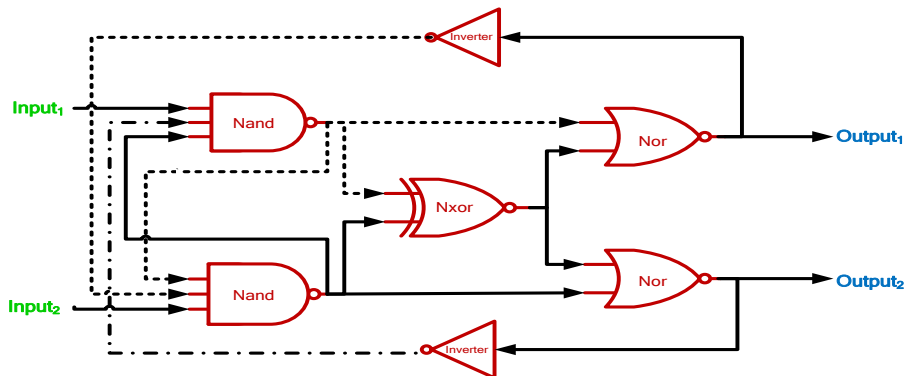 Inverter
Input₁
Nand
Nor
Output₁
Nxor
Nand
Nor
Output₂
Input₂
Inverter